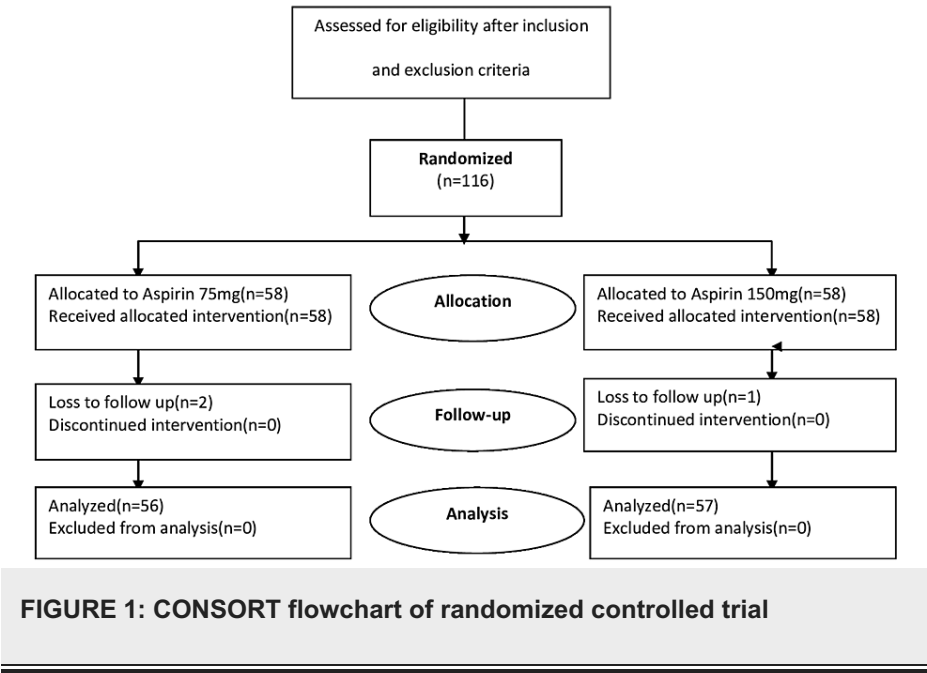 Assessed for eligibility after inclusion
and exclusion criteria
Randomized
(n=116)
Allocated to Aspirin 75mg(n=58)
Received allocated intervention(n=58)
Allocation
Allocated to Aspirin 150mg(n=58)
Received allocated intervention(n=58)
Loss to follow up(n=2)
Discontinued intervention(n=0)
Follow-up
Loss to follow up(n=1)
Discontinued intervention(n=0)
Analyzed(n=56)
Excluded from analysis(n=0)
Analysis
Analyzed(n=57)
Excluded from analysis(n=0)
FIGURE 1: CONSORT flowchart of randomized controlled trial